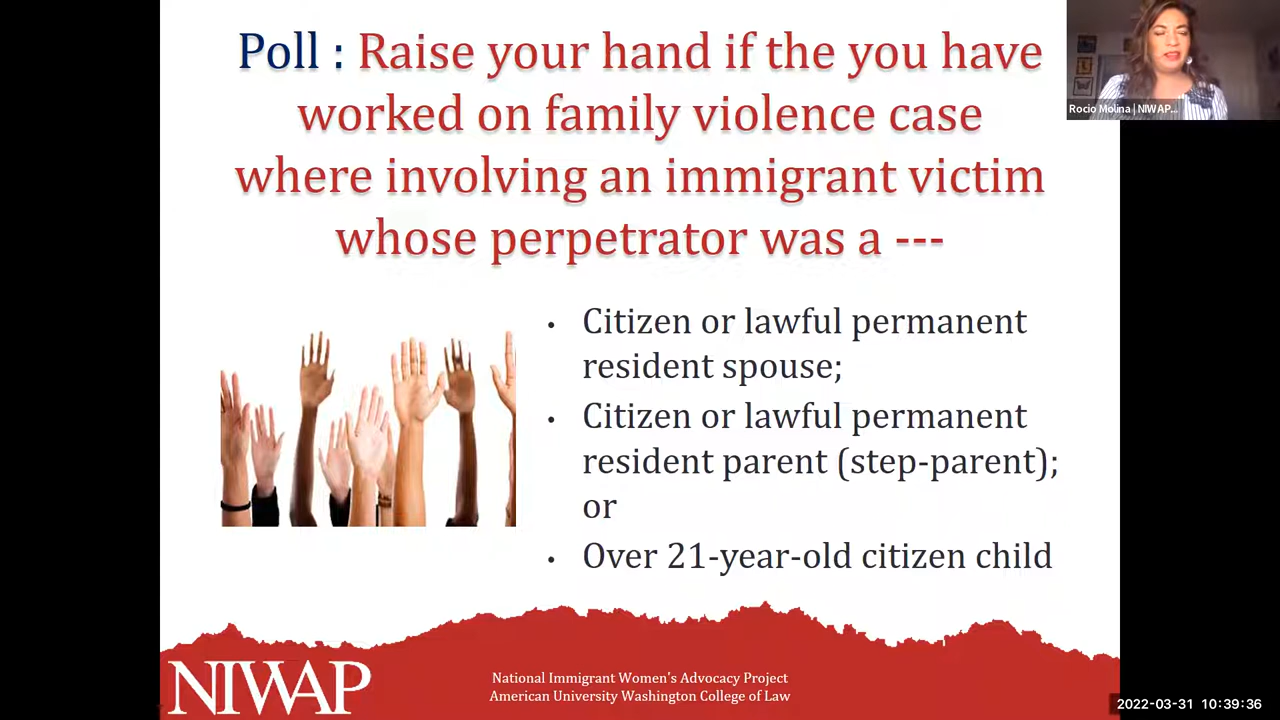 Poll : Raise your hand if the you have
worked on family violence case
where involving an immigrant victim
whose perpetrator was a ---
Rocio Molina | NIWAP...
• Citizen or lawful permanent
resident spouse;
• Citizen or lawful permanent
resident parent (step-parent);
or
• Over 21-year-old citizen child
NIWAP
National Immigrant Women's Advocacy Project
American University Washington College of Law
2022-03-31 10:39:36